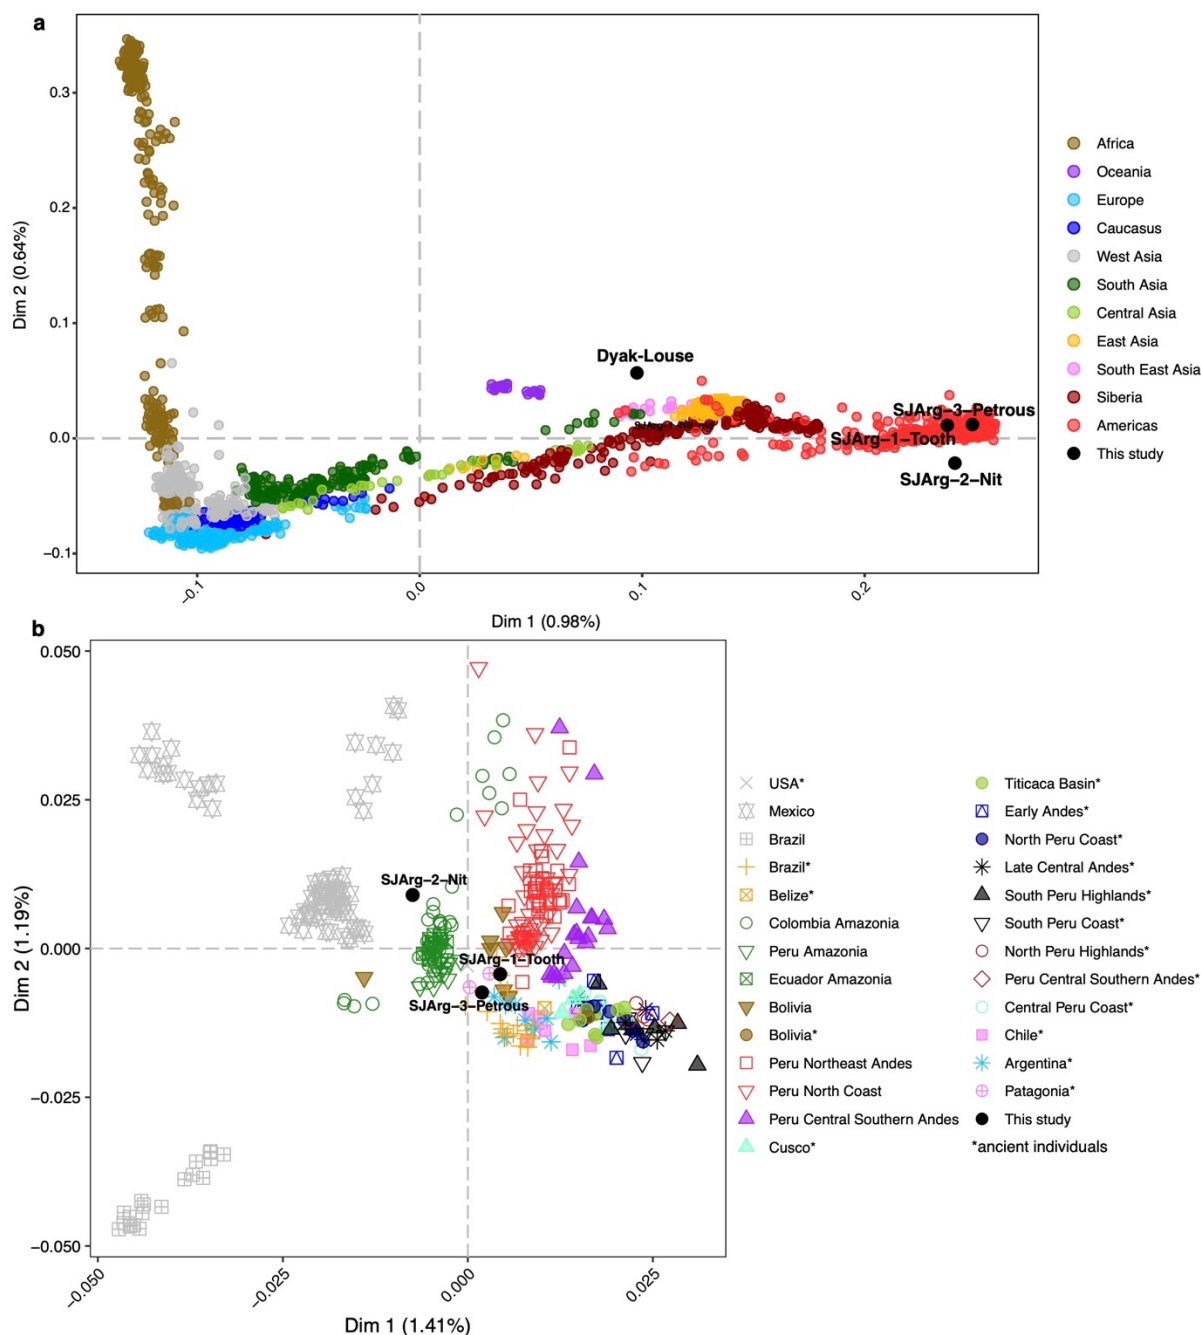 a
0.3
0.2
0.1
0.0
−0.1
Dim 2 (0.64%)
Dyak-Louse
SJArg−3−Petrous
SJArg−1−Tooth
SJArg−2−Nit
−0.1
0.0
0.1
0.2
Dim 1 (0.98%)
Africa
Oceania
Europe
Caucasus
West Asia
South Asia
Central Asia
East Asia
South East Asia
Siberia
Americas
This study
b
0.050
0.025
0.000
−0.025
−0.050
Dim 2 (1.19%)
SJArg−2−Nit
SJArg−1−Tooth
SJArg−3−Petrous
−0.050
−0.025
0.000
0.025
Dim 1 (1.41%)
USA*
Mexico
Brazil
Brazil*
Belize*
Colombia Amazonia
Peru Amazonia
Ecuador Amazonia
Bolivia
Bolivia*
Peru Northeast Andes
Peru North Coast
Peru Central Southern Andes
Cusco*
Titicaca Basin*
Early Andes*
North Peru Coast*
Late Central Andes*
South Peru Highlands*
South Peru Coast*
North Peru Highlands*
Peru Central Southern Andes*
Central Peru Coast*
Chile*
Argentina*
Patagonia*
This study
*ancient individuals